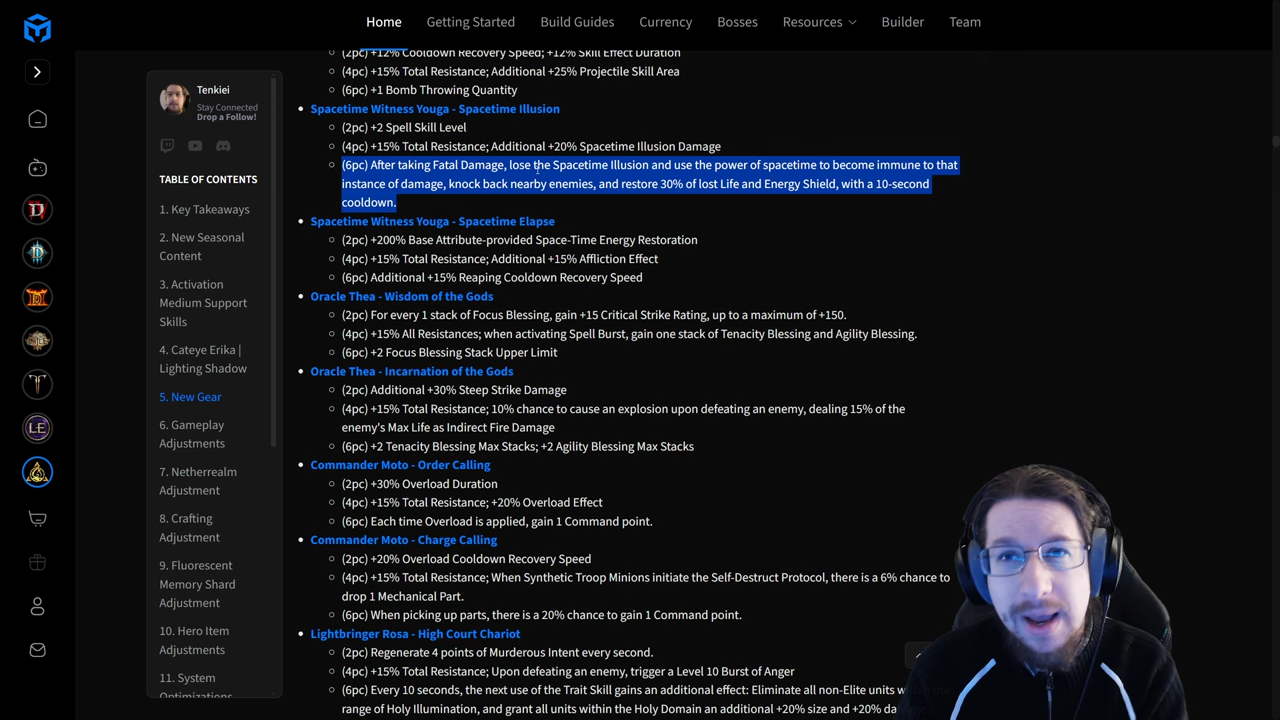 Home
Getting Started
Build Guides
Currency
Bosses
Resources
Builder
Team
Tenkiei
Stay Connected
Drop a Follow!
TABLE OF CONTENTS
1. Key Takeaways
2. New Seasonal
Content
3. Activation
Medium Support
Skills
4. Cateye Erika |
Lighting Shadow
5. New Gear
6. Gameplay
Adjustments
7. Netherrealm
Adjustment
8. Crafting
Adjustment
9. Fluorescent
Memory Shard
Adjustment
10. Hero Item
Adjustments
11. System
Optimizations
(2pc) +12% Cooldown Recovery Speed; +12% Skill Effect Duration
(4pc) +15% Total Resistance; Additional +25% Projectile Skill Area
(6pc) +1 Bomb Throwing Quantity
Spacetime Witness Youga - Spacetime Illusion
(2pc) +2 Spell Skill Level
(4pc) +15% Total Resistance; Additional +20% Spacetime Illusion Damage
(6pc) After taking Fatal Damage, lose the Spacetime Illusion and use the power of spacetime to become immune to that
instance of damage, knock back nearby enemies, and restore 30% of lost Life and Energy Shield, with a 10-second
cooldown.
Spacetime Witness Youga - Spacetime Elapse
(2pc) +200% Base Attribute-provided Space-Time Energy Restoration
(4pc) +15% Total Resistance; Additional +15% Affliction Effect
(6pc) Additional +15% Reaping Cooldown Recovery Speed
Oracle Thea - Wisdom of the Gods
(2pc) For every 1 stack of Focus Blessing, gain +15 Critical Strike Rating, up to a maximum of +150.
(4pc) +15% All Resistances; when activating Spell Burst, gain one stack of Tenacity Blessing and Agility Blessing.
(6pc) +2 Focus Blessing Stack Upper Limit
Oracle Thea - Incarnation of the Gods
(2pc) Additional +30% Steep Strike Damage
(4pc) +15% Total Resistance; 10% chance to cause an explosion upon defeating an enemy, dealing 15% of the
enemy's Max Life as Indirect Fire Damage
(6pc) +2 Tenacity Blessing Max Stacks; +2 Agility Blessing Max Stacks
Commander Moto - Order Calling
(2pc) +30% Overload Duration
(4pc) +15% Total Resistance; +20% Overload Effect
(6pc) Each time Overload is applied, gain 1 Command point.
Commander Moto - Charge Calling
(2pc) +20% Overload Cooldown Recovery Speed
(4pc) +15% Total Resistance; When Synthetic Troop Minions initiate the Self-Destruct Protocol, there is a 6% chance to
drop 1 Mechanical Part.
(6pc) When picking up parts, there is a 20% chance to gain 1 Command point.
Lightbringer Rosa - High Court Chariot
(2pc) Regenerate 4 points of Murderous Intent every second.
(4pc) +15% Total Resistance; Upon defeating an enemy, trigger a Level 10 Burst of Anger
(6pc) Every 10 seconds, the next use of the Trait Skill gains an additional effect: Eliminate all non-Elite units within the
range of Holy Illumination, and grant all units within the Holy Domain an additional +20% size and +20%